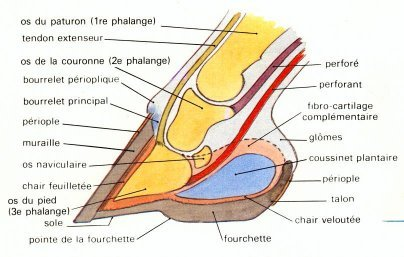 os du paturon (1re phalange)
tendon extenseur
os de la couronne (2e phalange)
bourrelet périoplique
bourrelet principal
périople
muraille
os naviculaire
chair feuilletée
os du pied
(3e phalange)
sole
pointe de la fourchette
fourchette
perforé
perforant
fibro-cartilage
complémentaire
glômes
coussinet plantaire
périople
talon
chair veloutée